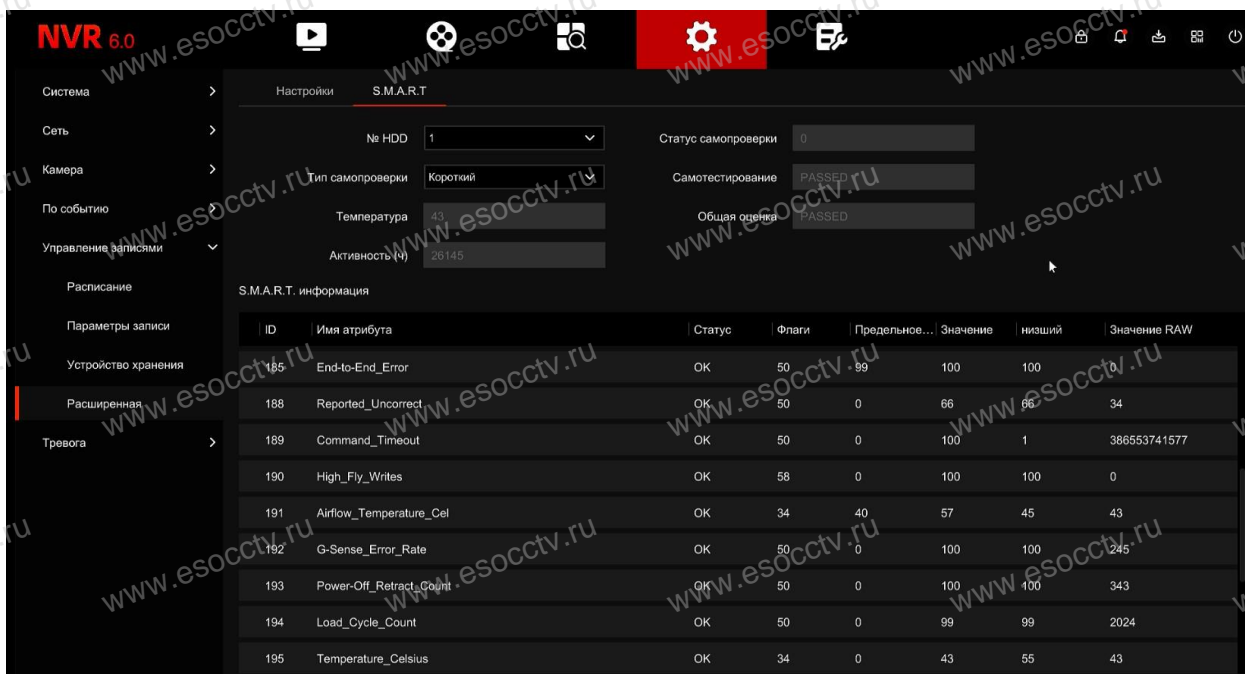 NVR 6.0
Система
Сеть
Камера
По событию
Управление записями
Расписание
Параметры записи
Устройство хранения
Расширенная
Тревога
Настройки S.M.A.R.T
№ HDD 1 Статус самопроверки 0
Тип самопроверки Короткий Самотестирование PASSED
Температура 43 Общая оценка PASSED
Активность (ч) 26145
S.M.A.R.T. информация
ID Имя атрибута Статус Флаги Предельное... Значение низший Значение RAW
185 End-to-End_Error OK 50 99 100 100 0
188 Reported_Uncorrect OK 50 0 66 66 34
189 Command_Timeout OK 50 0 100 1 386553741577
190 High_Fly_Writes OK 58 0 100 100 0
191 Airflow_Temperature_Cel OK 34 40 57 45 43
192 G-Sense_Error_Rate OK 50 0 100 100 245
193 Power-Off_Retract_Count OK 50 0 100 100 343
194 Load_Cycle_Count OK 50 0 99 99 2024
195 Temperature_Celsius OK 34 0 43 55 43
www.esocctv.ru